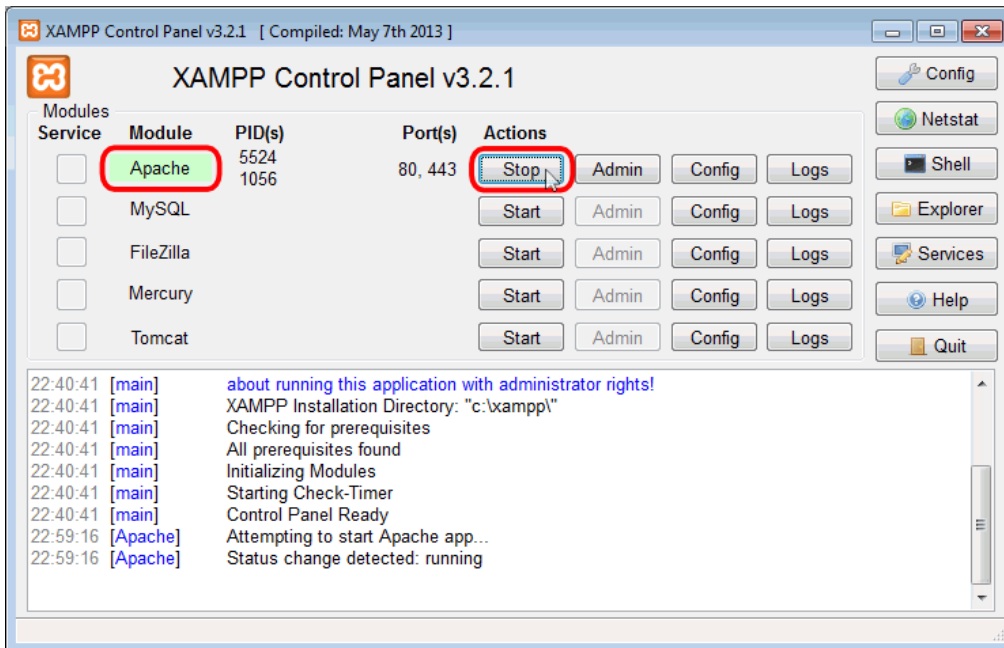 XAMPP Control Panel v3.2.1 [ Compiled: May 7th 2013 ]
XAMPP Control Panel v3.2.1
Config
Modules
Service Module PID(s) Port(s) Actions
Netstat
Apache 5524 1056 80, 443 Stop Admin Config Logs
Shell
MySQL Start Admin Config Logs
Explorer
FileZilla Start Admin Config Logs
Services
Mercury Start Admin Config Logs
Help
Tomcat Start Admin Config Logs
Quit
22:40:41 [main] about running this application with administrator rights!
22:40:41 [main] XAMPP Installation Directory: "c:\xampp\"
22:40:41 [main] Checking for prerequisites
22:40:41 [main] All prerequisites found
22:40:41 [main] Initializing Modules
22:40:41 [main] Starting Check-Timer
22:40:41 [main] Control Panel Ready
22:59:16 [Apache] Attempting to start Apache app...
22:59:16 [Apache] Status change detected: running